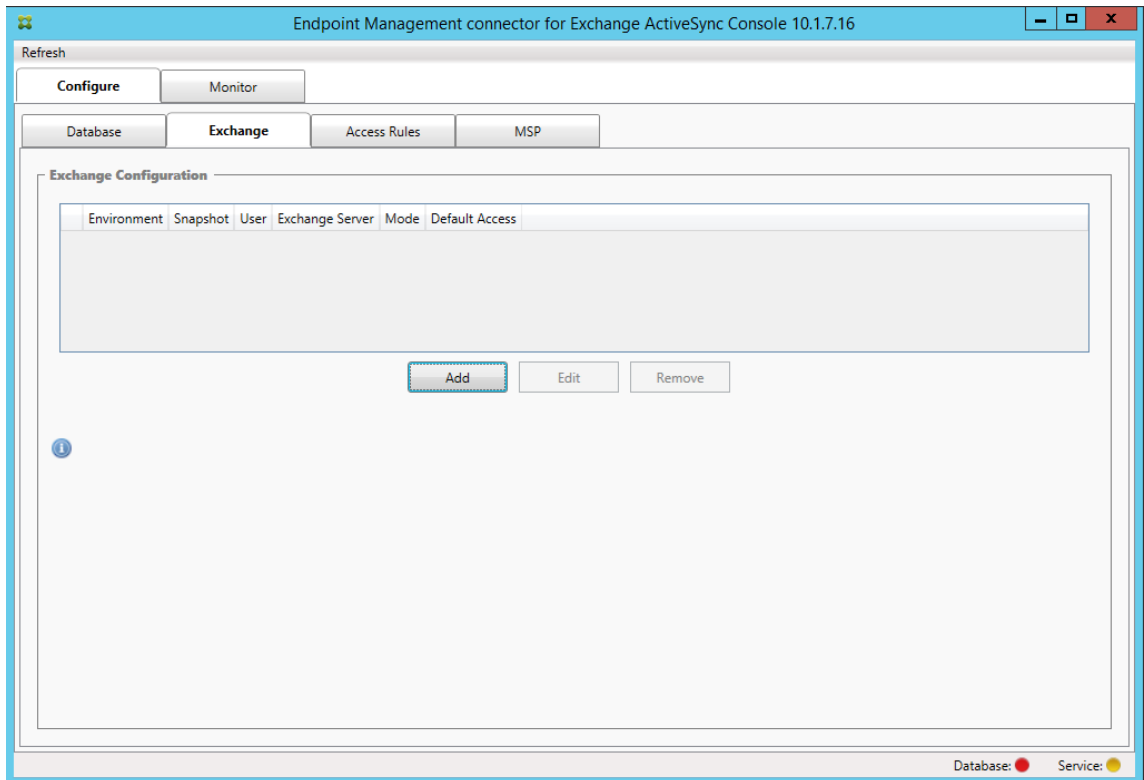 Endpoint Management connector for Exchange ActiveSync Console 10.1.7.16
Refresh
Configure Monitor
Database Exchange Access Rules MSP
Exchange Configuration
Environment Snapshot User Exchange Server Mode Default Access
Add Edit Remove
Database: Service: